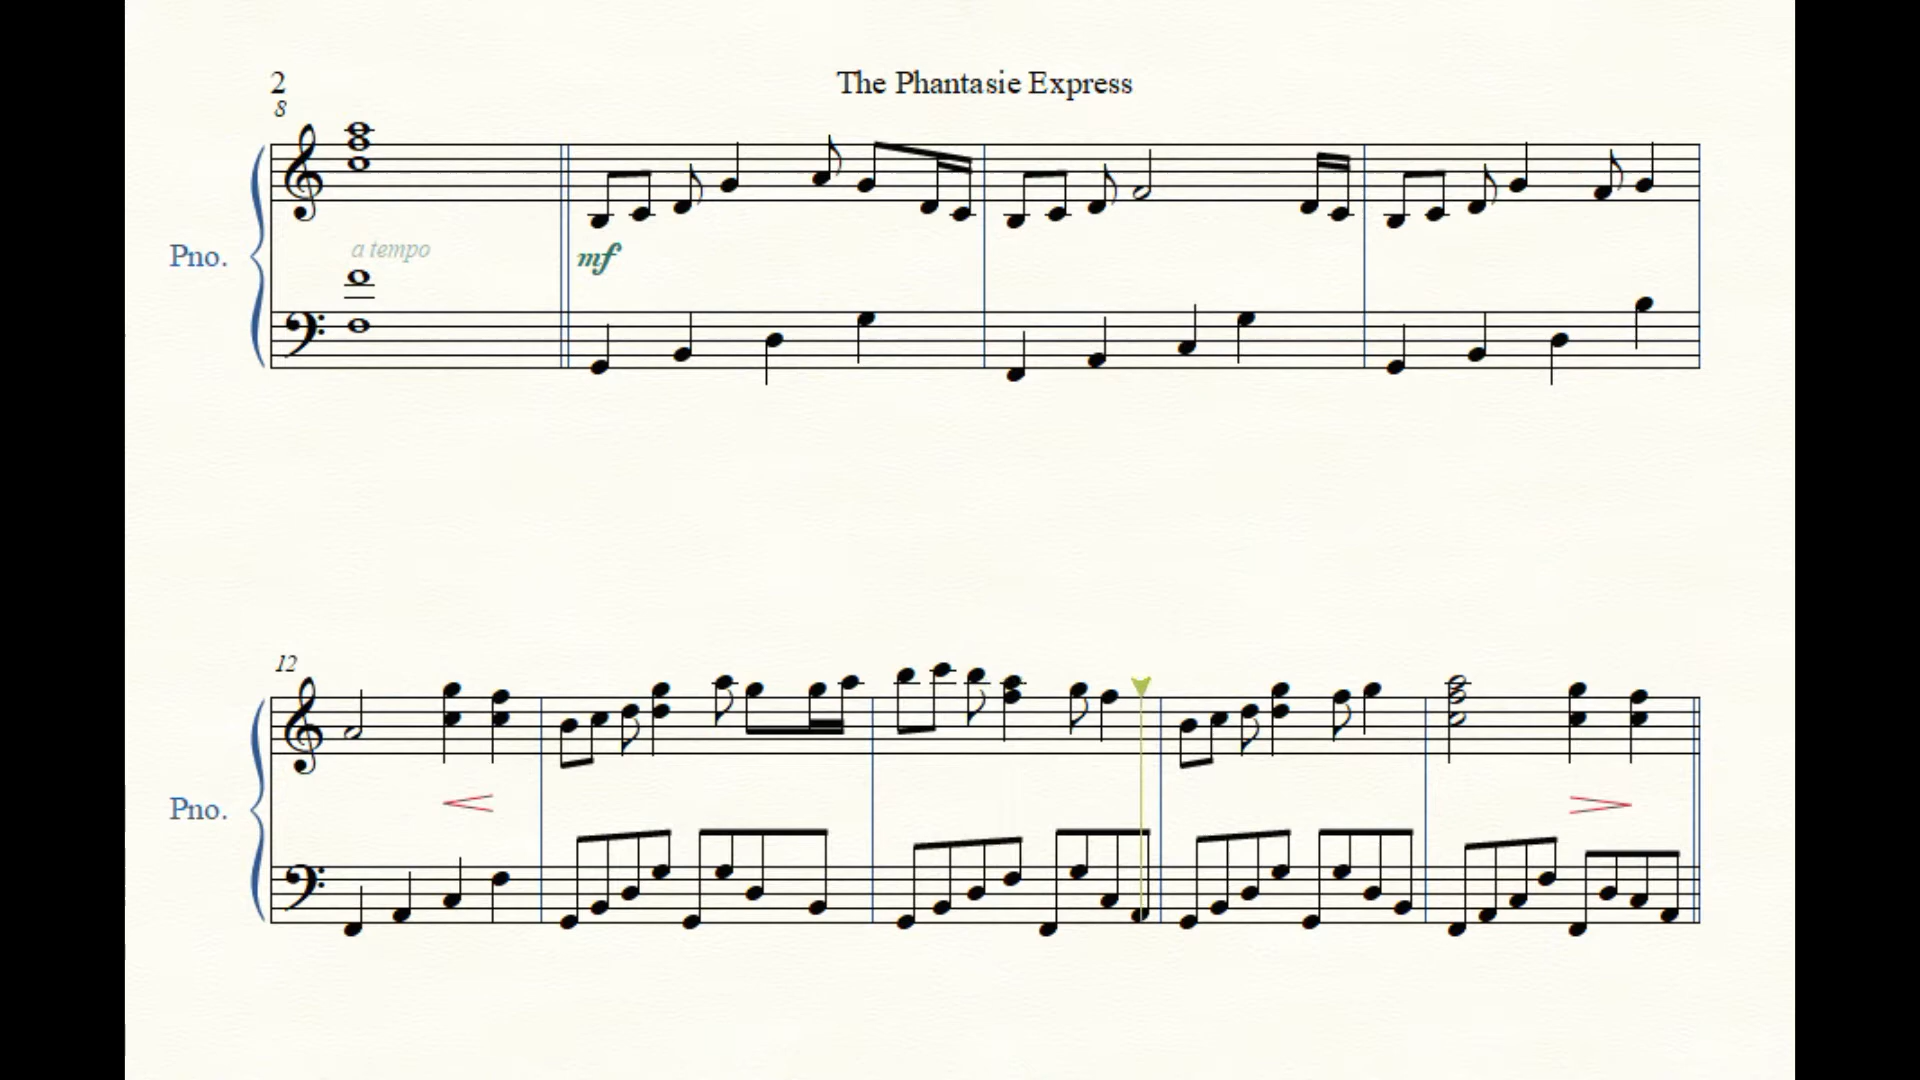 2
The Phantasie Express
8
a tempo
Pno.
mf
12
Pno.